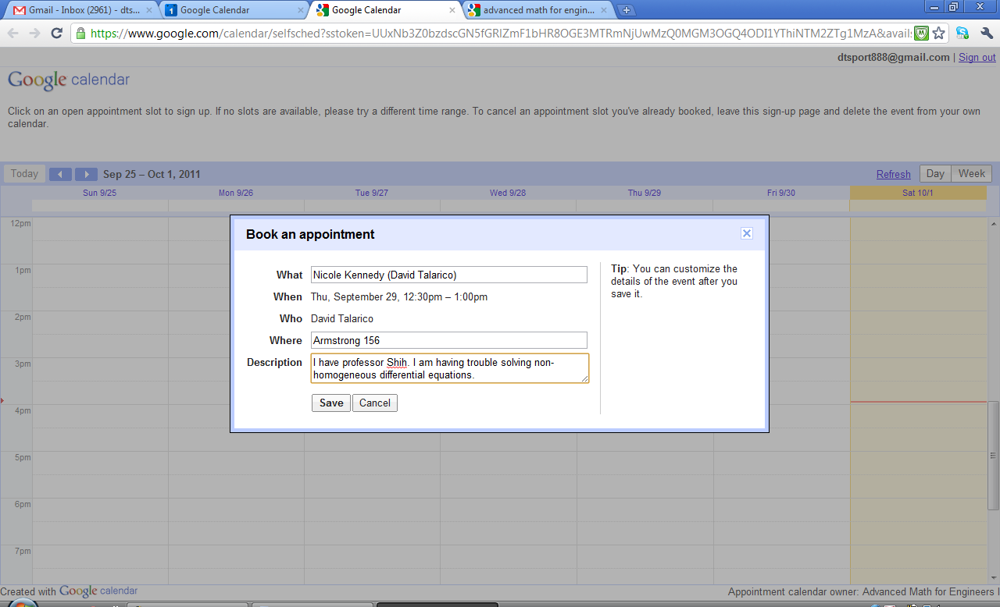 Gmail - Inbox (2961) - dts...
1 Google Calendar
Google Calendar
advanced math for engin...
https://www.google.com/calendar/selfsched?sstoken=UUxNb3Z0bzdscGN5fGRlZmF1bHR8OGE3MTRmNjUwMzQ0MGM3OGQ4ODI1YThiNTM2ZTg1MzA&avail
dtsport888@gmail.com | Sign out
Google calendar
Click on an open appointment slot to sign up. If no slots are available, please try a different time range. To cancel an appointment slot you've already booked, leave this sign-up page and delete the event from your own
calendar.
Today Sep 25 – Oct 1, 2011 Refresh Day Week
Sun 9/25 Mon 9/26 Tue 9/27 Wed 9/28 Thu 9/29 Fri 9/30 Sat 10/1
12pm
1pm
2pm
3pm
4pm
5pm
6pm
7pm
Book an appointment
What Nicole Kennedy (David Talarico)
When Thu, September 29, 12:30pm – 1:00pm
Who David Talarico
Where Armstrong 156
Description I have professor Shih. I am having trouble solving non-
homogeneous differential equations.
Save Cancel
Tip: You can customize the
details of the event after you
save it.
Created with Google calendar
Appointment calendar owner: Advanced Math for Engineers